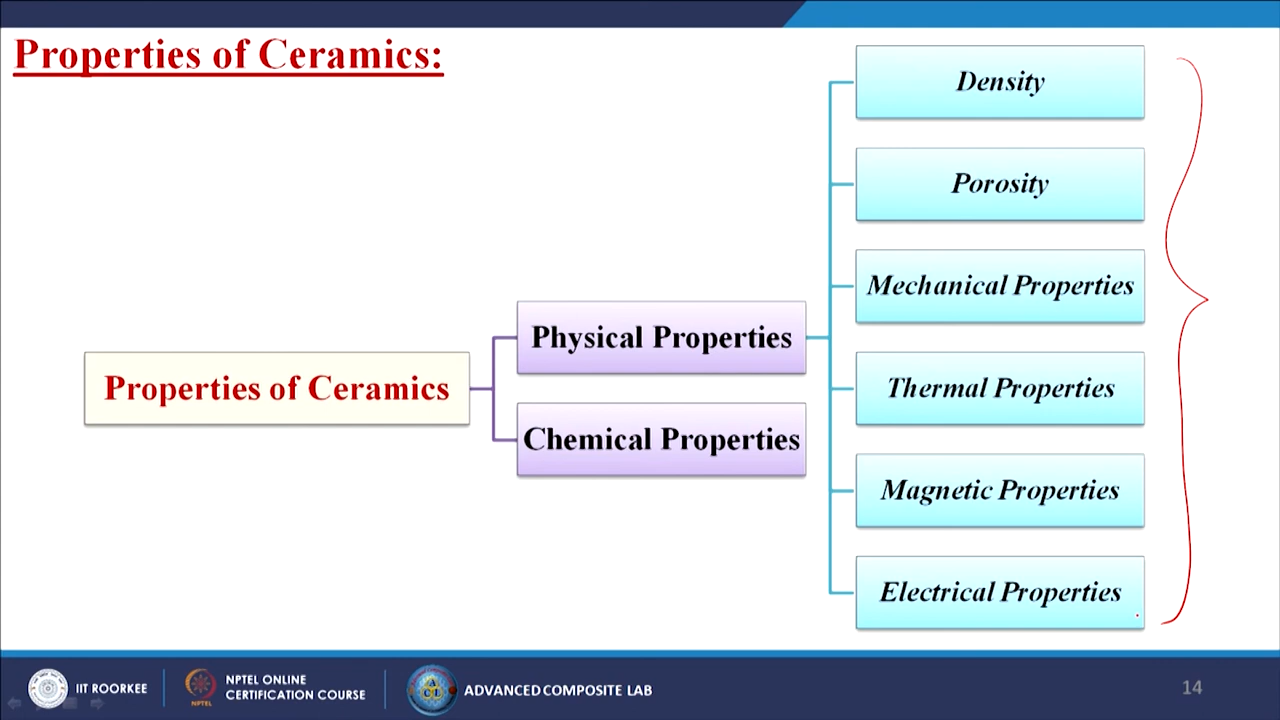 Properties of Ceramics:
Density
Porosity
Mechanical Properties
Physical Properties
Thermal Properties
Properties of Ceramics
Chemical Properties
Magnetic Properties
Electrical Properties
IIT ROORKEE
NPTEL ONLINE
CERTIFICATION COURSE
NPTEL
ADVANCED COMPOSITE LAB
14